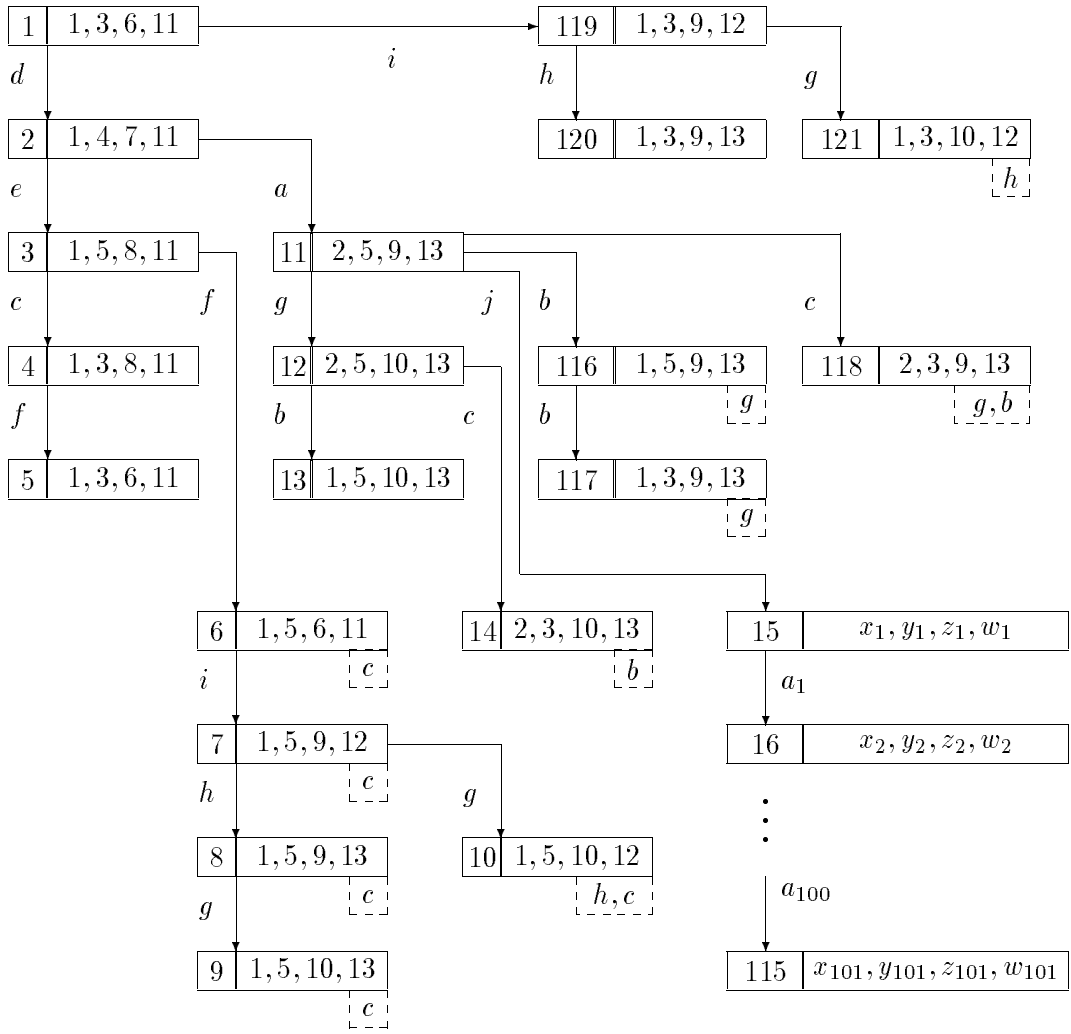 1 1, 3, 6, 11 119 1, 3, 9, 12
i
d h g
2 1, 4, 7, 11 120 1, 3, 9, 13 121 1, 3, 10, 12
h
e a
3 1, 5, 8, 11 11 2, 5, 9, 13
c f g j b c
4 1, 3, 8, 11 12 2, 5, 10, 13 116 1, 5, 9, 13 118 2, 3, 9, 13
g g, b
f b c b
5 1, 3, 6, 11 13 1, 5, 10, 13 117 1, 3, 9, 13
g
6 1, 5, 6, 11 14 2, 3, 10, 13 15 x₁, y₁, z₁, w₁
c b
i a₁
7 1, 5, 9, 12 16 x₂, y₂, z₂, w₂
c
h g
8 1, 5, 9, 13 10 1, 5, 10, 12
c h, c a₁₀₀
g
9 1, 5, 10, 13 115 x₁₀₁, y₁₀₁, z₁₀₁, w₁₀₁
c